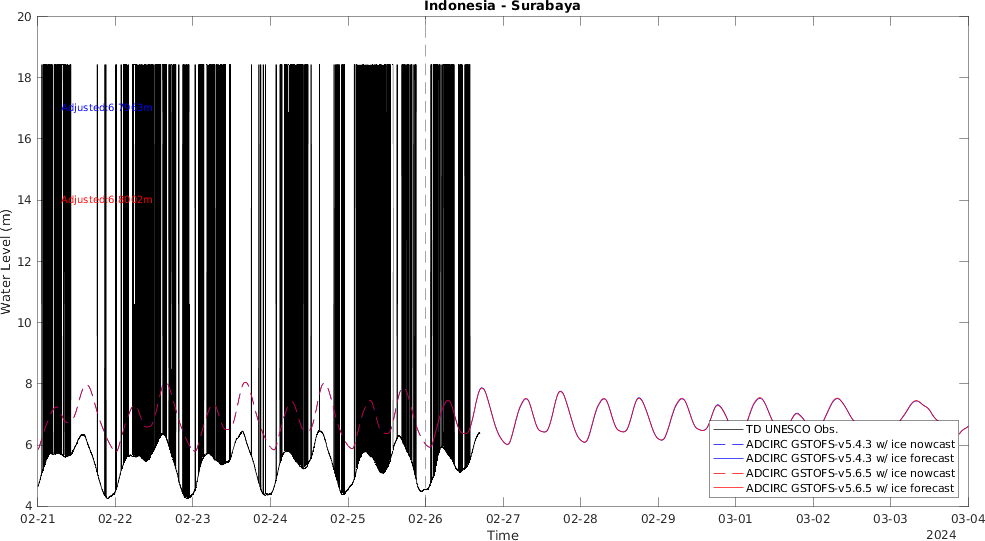 Indonesia - Surabaya
20
18
16
14
12
10
8
6
4
Water Level (m)
TD UNESCO Obs.
ADCIRC GSTOFS-v5.4.3 w/ ice nowcast
ADCIRC GSTOFS-v5.4.3 w/ ice forecast
ADCIRC GSTOFS-v5.6.5 w/ ice nowcast
ADCIRC GSTOFS-v5.6.5 w/ ice forecast
02-21 02-22 02-23 02-24 02-25 02-26 02-27 02-28 02-29 03-01 03-02 03-03 03-04
Time
2024